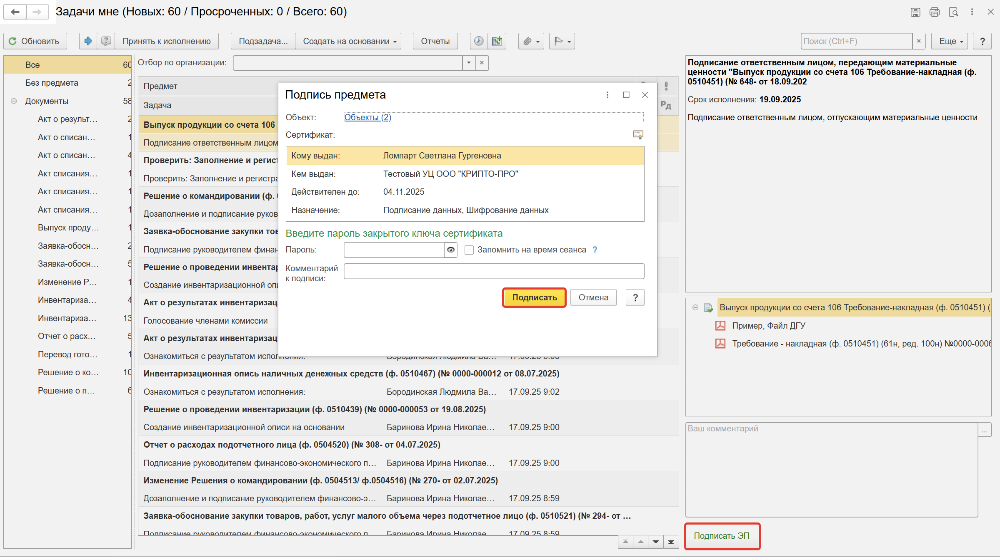 Задачи мне (Новых: 60 / Просроченных: 0 / Всего: 60)
Обновить
Принять к исполнению
Подзадача...
Создать на основании
Отчеты
Поиск (Ctrl+F)
×
Еще
?
Все 60
Без предмета 2
Документы 58
Акт о результ... 2
Акт о списан... 1
Акт о списан... 4
Акт списания... 1
Акт списания... 1
Акт списания... 1
Выпуск проду... 1
Заявка-обосн... 2
Заявка-обосн... 5
Изменение Р... 1
Инвентариза... 4
Инвентариза... 13
Отчет о расх... 5
Перевод гото... 1
Решение о ко... 10
Решение о п... 6
Отбор по организации:
×
Предмет
!
Задача
РД
Выпуск продукции со счета 106
Подписание ответственным лицом
Проверить: Заполнение и регист
Проверить: Заполнение и регистра
Решение о командировании (ф.
Дозаполнение и подписание руков
Заявка-обоснование закупки тов
Подписание руководителем финан
Решение о проведении инвентар
Создание инвентаризационной опи
Акт о результатах инвентаризац
Голосование членами комиссии
Акт о результатах инвентаризац
Ознакомиться с результатом исполнения: Бородинская Людмила Ва... 17.09.25 9:03
Инвентаризационная опись наличных денежных средств (ф. 0510467) (№ 0000-000012 от 08.07.2025)
Ознакомиться с результатом исполнения: Бородинская Людмила Ва... 17.09.25 9:02
Решение о проведении инвентаризации (ф. 0510439) (№ 0000-000053 от 19.08.2025)
Создание инвентаризационной описи на основании Баринова Ирина Николае... 17.09.25 9:00
Отчет о расходах подотчетного лица (ф. 0504520) (№ 308- от 04.07.2025)
Подписание руководителем финансово-экономического п... Баринова Ирина Николае... 17.09.25 9:00
Изменение Решения о командировании (ф. 0504513/ ф.0504516) (№ 270- от 02.07.2025)
Дозаполнение и подписание руководителем финансово-э... Баринова Ирина Николае... 17.09.25 8:59
Заявка-обоснование закупки товаров, работ, услуг малого объема через подотчетное лицо (ф. 0510521) (№ 294- от ...
Подписание руководителем финансово-экономического п... Баринова Ирина Николае... 17.09.25 8:59
Подпись предмета
Объект: Объекты (2)
Сертификат:
Кому выдан: Ломпарт Светлана Гургеновна
Кем выдан: Тестовый УЦ ООО "КРИПТО-ПРО"
Действителен до: 04.11.2025
Назначение: Подписание данных, Шифрование данных
Введите пароль закрытого ключа сертификата
Пароль:
Запомнить на время сеанса ?
Комментарий
к подписи:
Подписать
Отмена
?
Подписание ответственным лицом, передающим материальные
ценности "Выпуск продукции со счета 106 Требование-накладная (ф.
0510451) (№ 648- от 18.09.202
Срок исполнения: 19.09.2025
Подписание ответственным лицом, отпускающим материальные ценности
Выпуск продукции со счета 106 Требование-накладная (ф. 0510451) (
Пример, Файл ДГУ
Требование - накладная (ф. 0510451) (61н, ред. 100н) №0000-0006
Ваш комментарий
...
Подписать ЭП